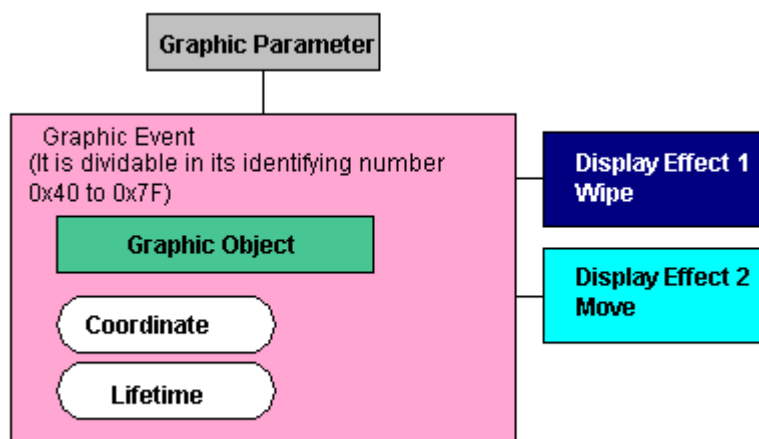 Graphic Parameter
Graphic Event
(It is dividable in its identifying number
0x40 to 0x7F)
Graphic Object
Coordinate
Lifetime
Display Effect 1
Wipe
Display Effect 2
Move